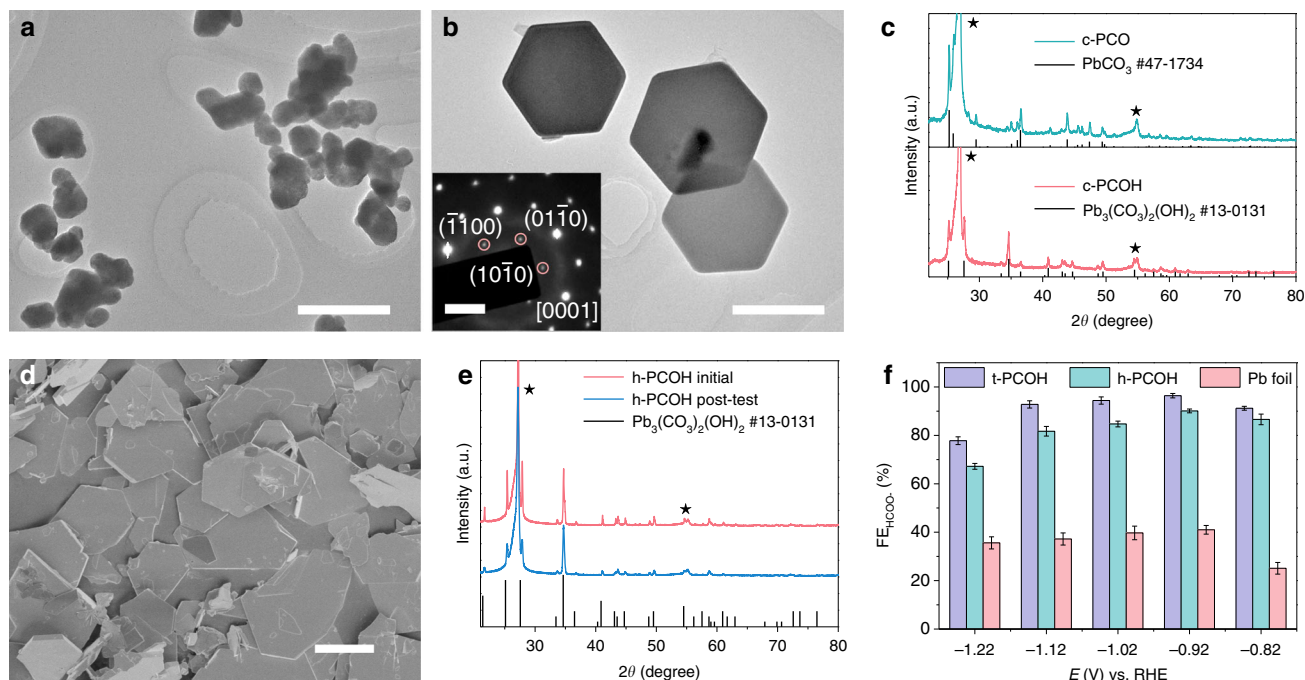 a
b
(1̅100)
(011̅0)
(101̅0)
[0001]
c
★
c-PCO
PbCO₃ #47-1734
★
★
c-PCOH
Pb₃(CO₃)₂(OH)₂ #13-0131
★
Intensity (a.u.)
30 40 50 60 70 80
2θ (degree)
d
e
★
h-PCOH initial
h-PCOH post-test
Pb₃(CO₃)₂(OH)₂ #13-0131
★
Intensity (a.u.)
30 40 50 60 70 80
2θ (degree)
f
t-PCOH h-PCOH Pb foil
100
80
60
40
20
0
FE_HCOO- (%)
–1.22 –1.12 –1.02 –0.92 –0.82
E (V) vs. RHE